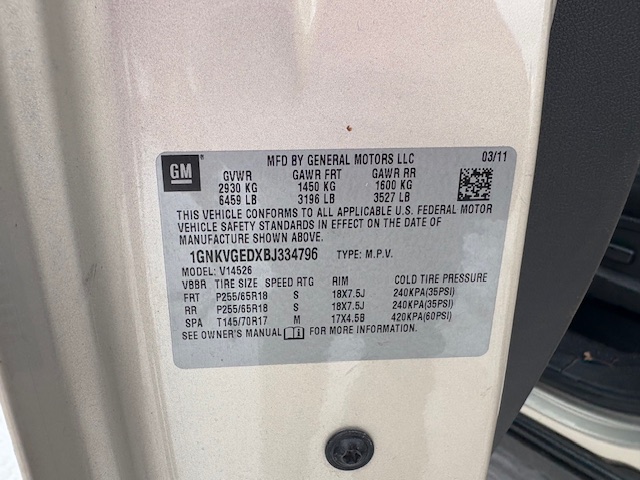 MFD BY GENERAL MOTORS LLC 03/11
GM
GVWR GAWR FRT GAWR RR
2930 KG 1450 KG 1600 KG
6459 LB 3196 LB 3527 LB
THIS VEHICLE CONFORMS TO ALL APPLICABLE U.S. FEDERAL MOTOR
VEHICLE SAFETY STANDARDS IN EFFECT ON THE DATE OF
MANUFACTURE SHOWN ABOVE.
1GNKVGEDXBJ334796 TYPE: M.P.V.
MODEL: V14526
VBBR TIRE SIZE SPEED RTG RIM COLD TIRE PRESSURE
FRT P255/65R18 S 18X7.5J 240KPA(35PSI)
RR P255/65R18 S 18X7.5J 240KPA(35PSI)
SPA T145/70R17 M 17X4.5B 420KPA(60PSI)
SEE OWNER'S MANUAL FOR MORE INFORMATION.